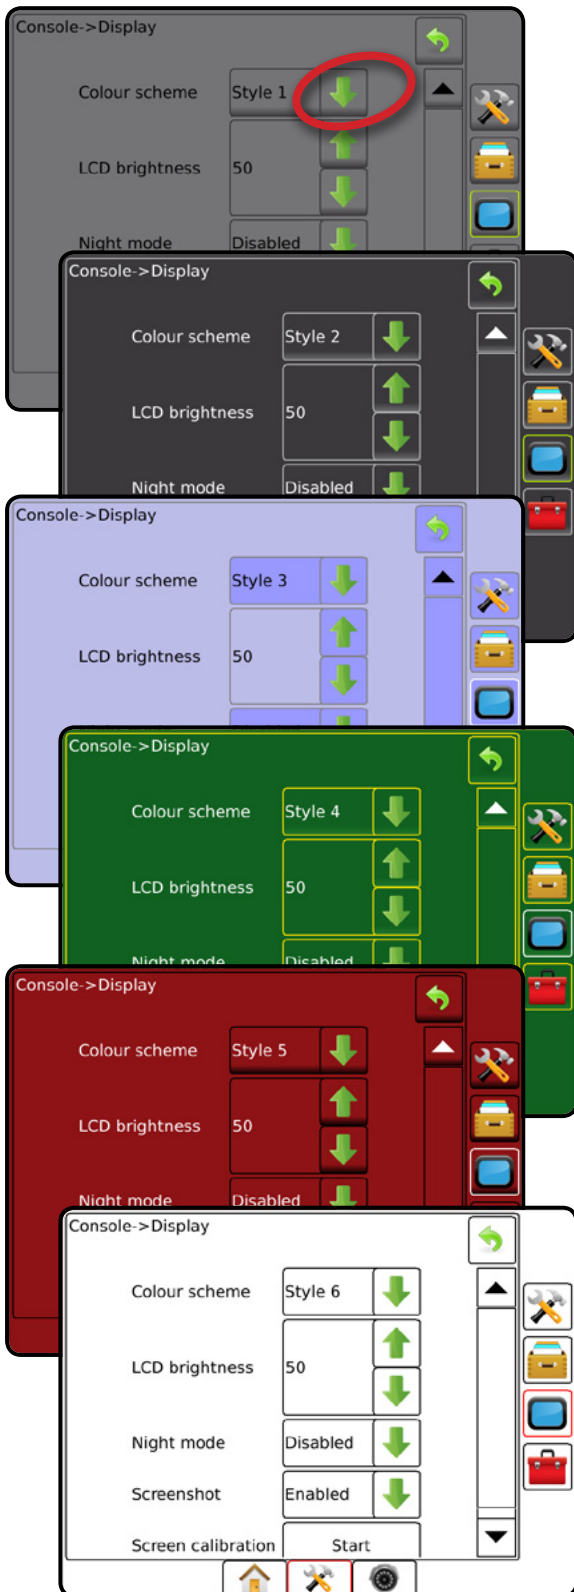 Console->Display
Colour scheme Style 1
LCD brightness 50
Night mode Disabled
Console->Display
Colour scheme Style 2
LCD brightness 50
Night mode Disabled
Console->Display
Colour scheme Style 3
LCD brightness 50
Console->Display
Colour scheme Style 4
LCD brightness 50
Night mode Disabled
Console->Display
Colour scheme Style 5
LCD brightness 50
Night mode Disabled
Console->Display
Colour scheme Style 6
LCD brightness 50
Night mode Disabled
Screenshot Enabled
Screen calibration Start